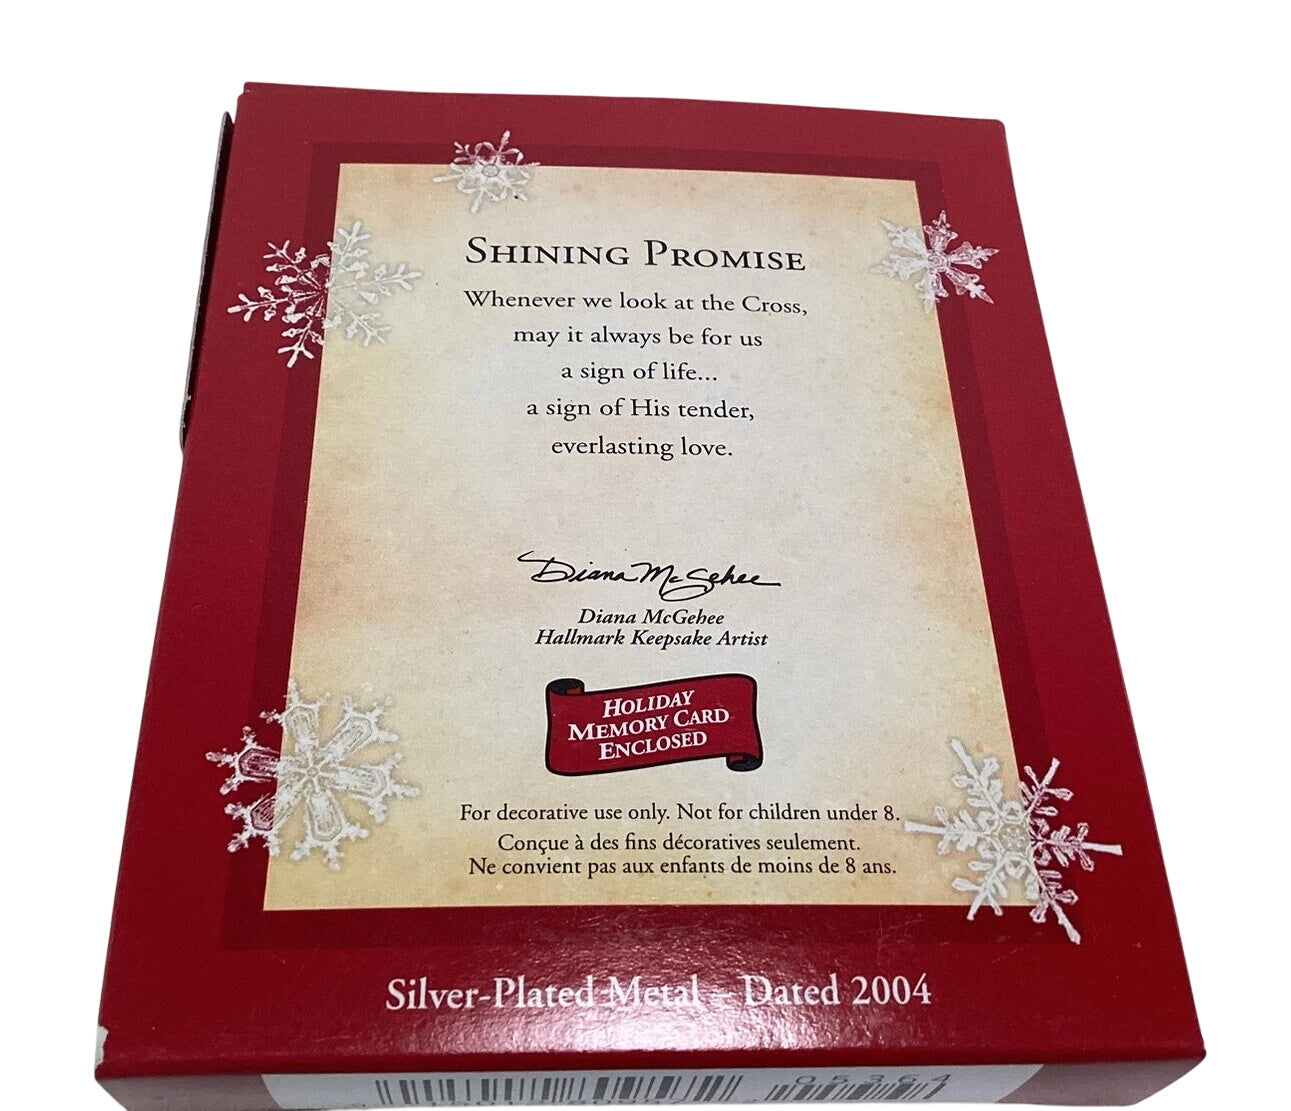 SHINING PROMISE
Whenever we look at the Cross,
may it always be for us
a sign of life...
a sign of His tender,
everlasting love.
Diana McGehee
Diana McGehee
Hallmark Keepsake Artist
HOLIDAY
MEMORY CARD
ENCLOSED
For decorative use only. Not for children under 8.
Conçue à des fins décoratives seulement.
Ne convient pas aux enfants de moins de 8 ans.
Silver-Plated Metal – Dated 2004
05364